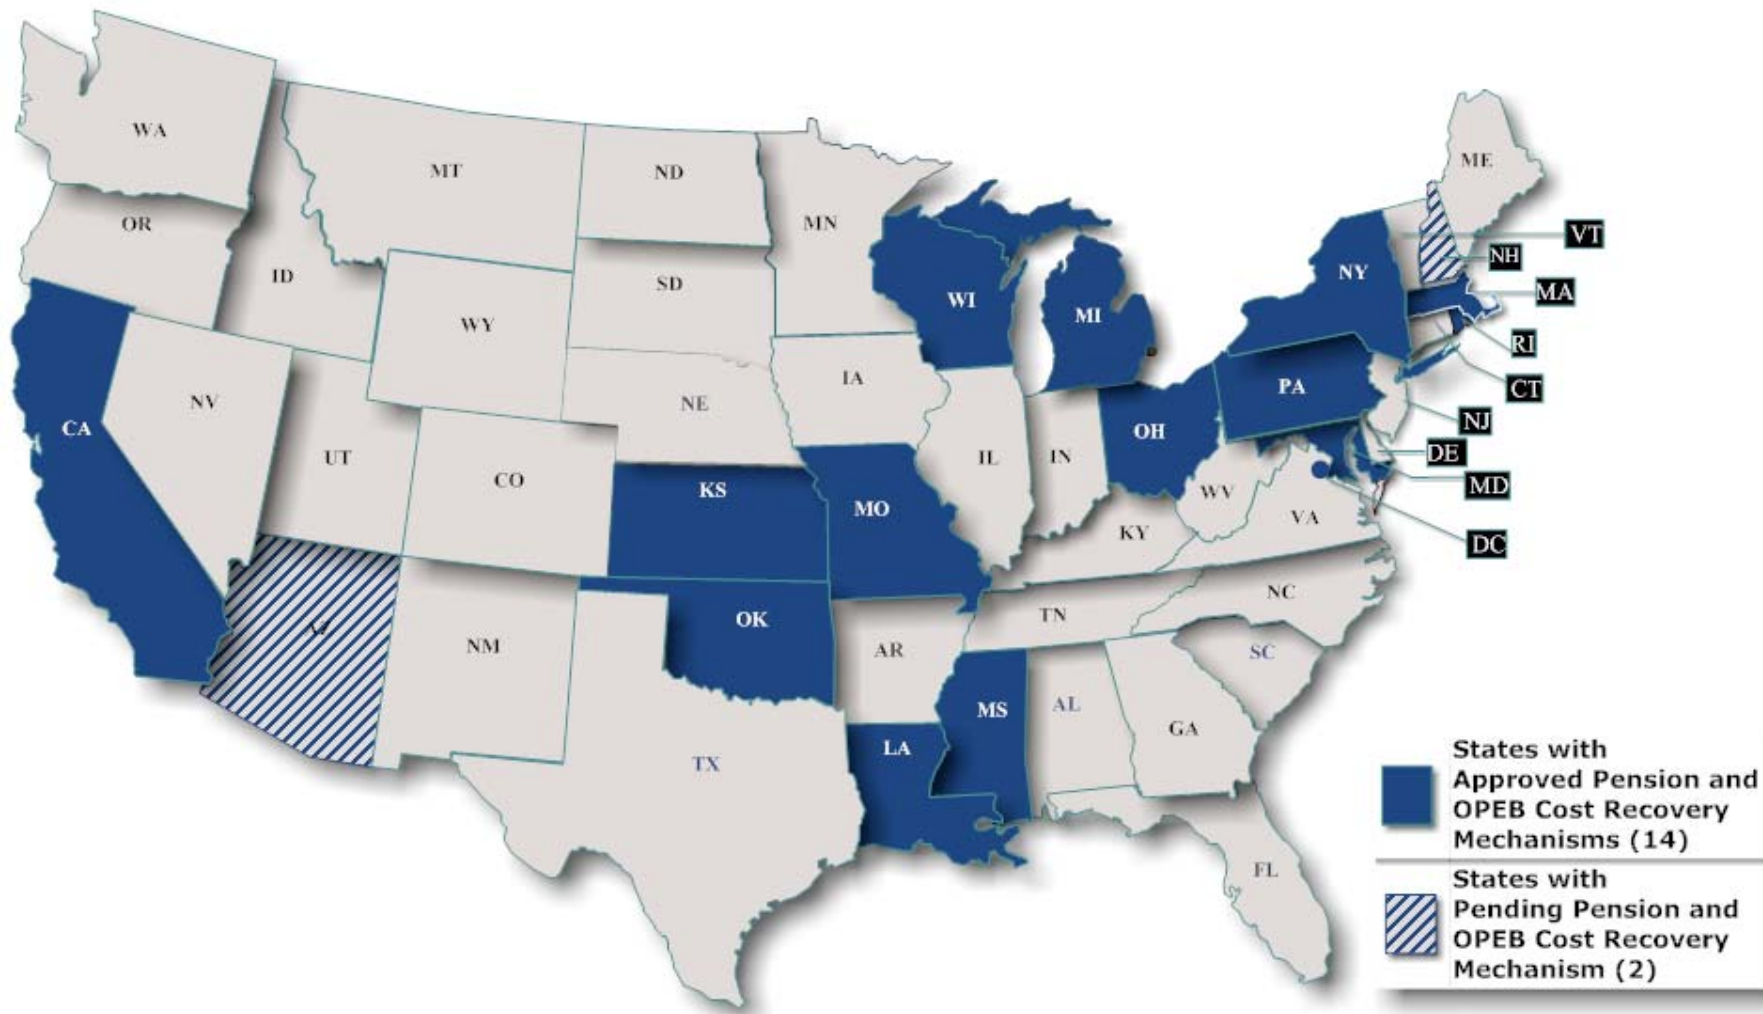 WA
MT
ND
MN
ME
OR
ID
SD
WI
MI
NY
VT
NH
MA
WY
RI
IA
PA
CT
NV
NE
CA
OH
NJ
UT
CO
IL
IN
DE
KS
MO
WV
MD
VA
KY
DC
NM
OK
AR
TN
NC
SC
TX
LA
MS
AL
GA
FL
States with
Approved Pension and
OPEB Cost Recovery
Mechanisms (14)
States with
Pending Pension and
OPEB Cost Recovery
Mechanism (2)